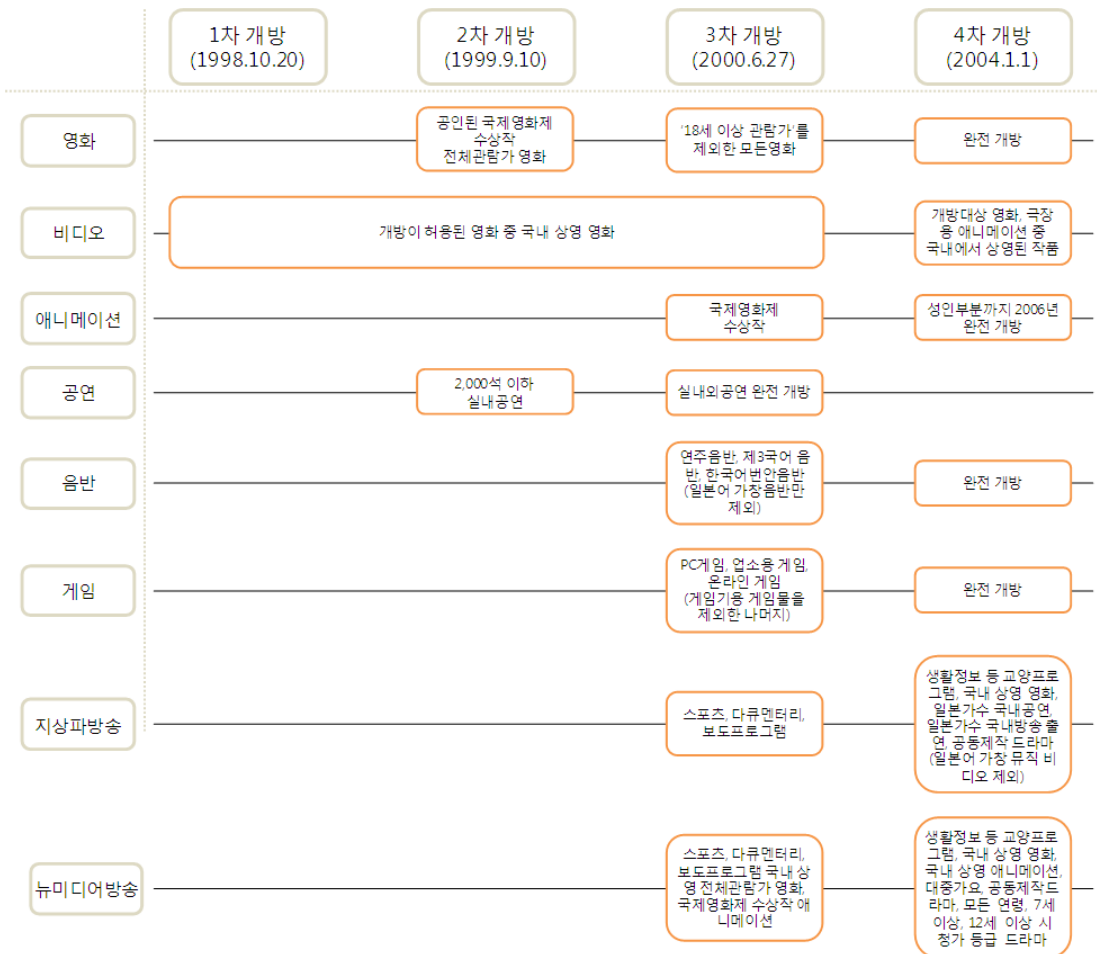 1차 개방
(1998.10.20)
2차 개방
(1999.9.10)
3차 개방
(2000.6.27)
4차 개방
(2004.1.1)
영화
공인된 국제영화제
수상작
전체관람가 영화
'18세 이상 관람가'를
제외한 모든영화
완전 개방
비디오
개방이 허용된 영화 중 국내 상영 영화
개방대상 영화, 극장
용 애니메이션 중
국내에서 상영된 작품
애니메이션
국제영화제
수상작
성인부분까지 2006년
완전 개방
공연
2,000석 이하
실내공연
실내외공연 완전 개방
음반
연주음반, 제3국어 음
반, 한국어번안음반
(일본어 가창음반만
제외)
완전 개방
게임
PC게임, 업소용 게임,
온라인 게임
(게임기용 게임물을
제외한 나머지)
완전 개방
지상파방송
스포츠, 다큐멘터리,
보도프로그램
생활정보 등 교양프로
그램, 국내 상영 영화,
일본가수 국내공연,
일본가수 국내방송 출
연, 공동제작 드라마
(일본어 가창 뮤직 비
디오 제외)
뉴미디어방송
스포츠, 다큐멘터리,
보도프로그램 국내 상
영 전체관람가 영화,
국제영화제 수상작 애
니메이션
생활정보 등 교양프로
그램, 국내 상영 영화,
국내 상영 애니메이션,
대중가요, 공동제작드
라마, 모든 연령, 7세
이상, 12세 이상 시
청가 등급 드라마